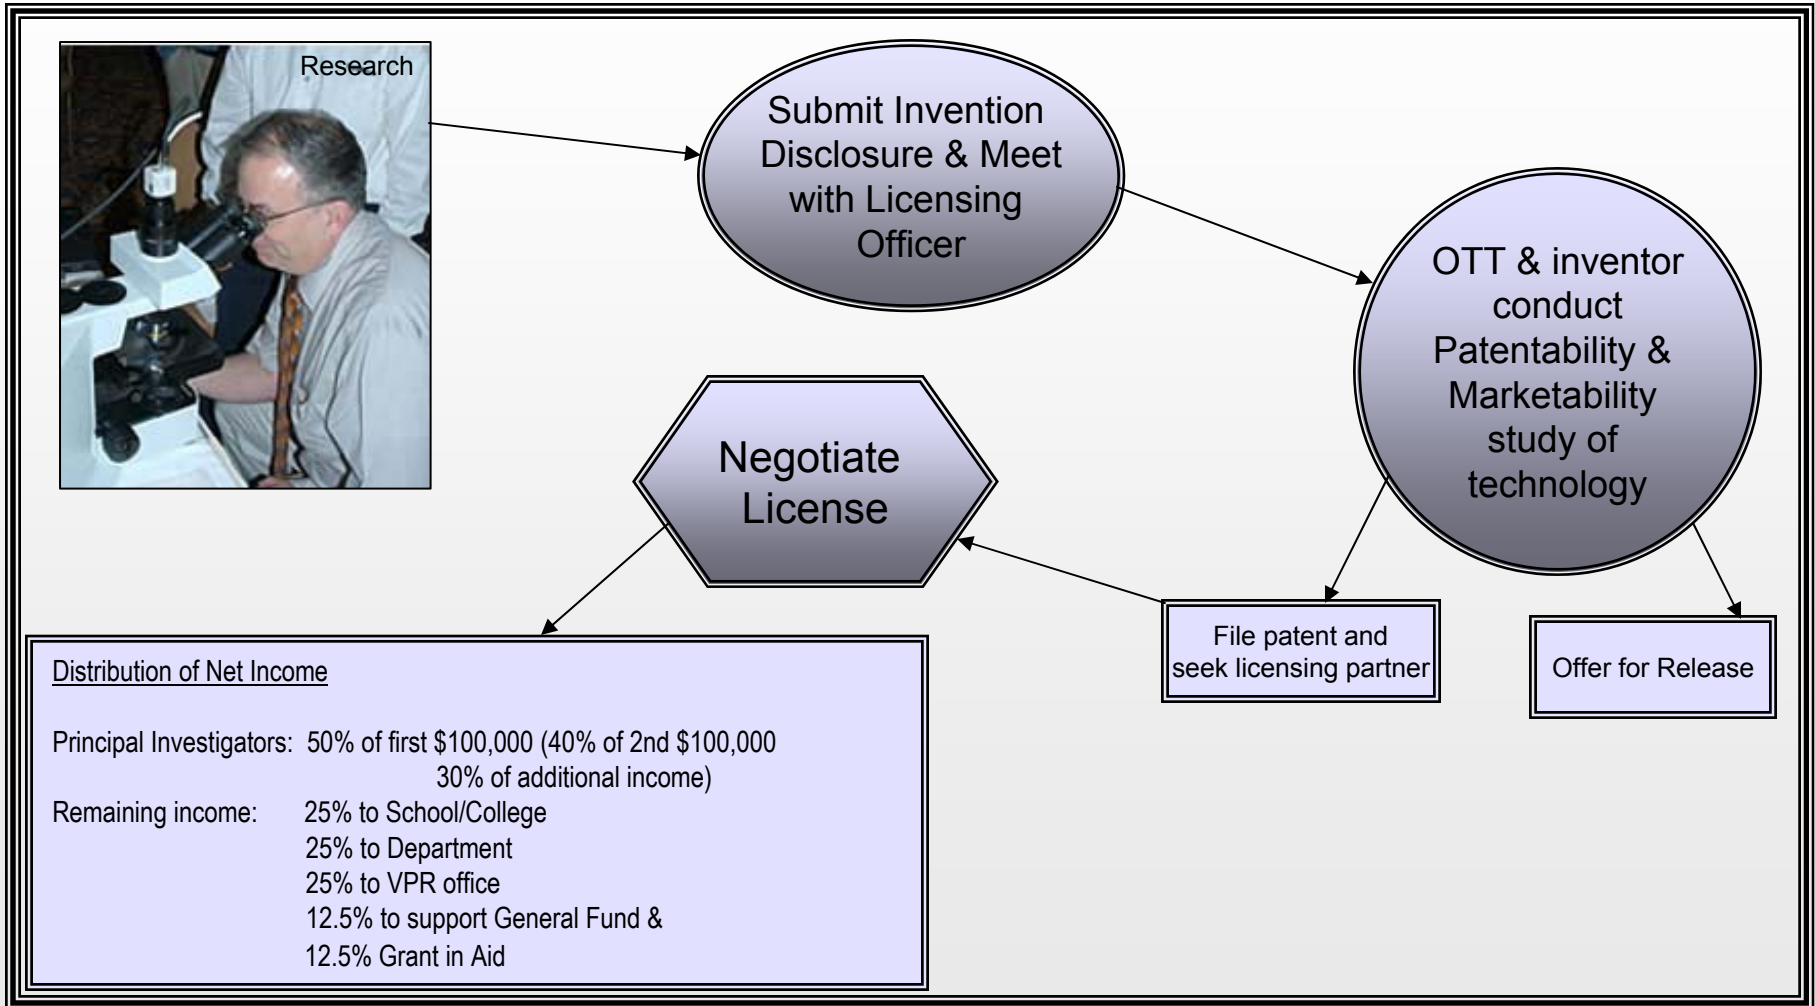 Research
Submit Invention
Disclosure & Meet
with Licensing
Officer
OTT & inventor
conduct
Patentability &
Marketability
study of
technology
Negotiate
License
File patent and
seek licensing partner
Offer for Release
Distribution of Net Income
Principal Investigators: 50% of first $100,000 (40% of 2nd $100,000
30% of additional income)
Remaining income: 25% to School/College
25% to Department
25% to VPR office
12.5% to support General Fund &
12.5% Grant in Aid